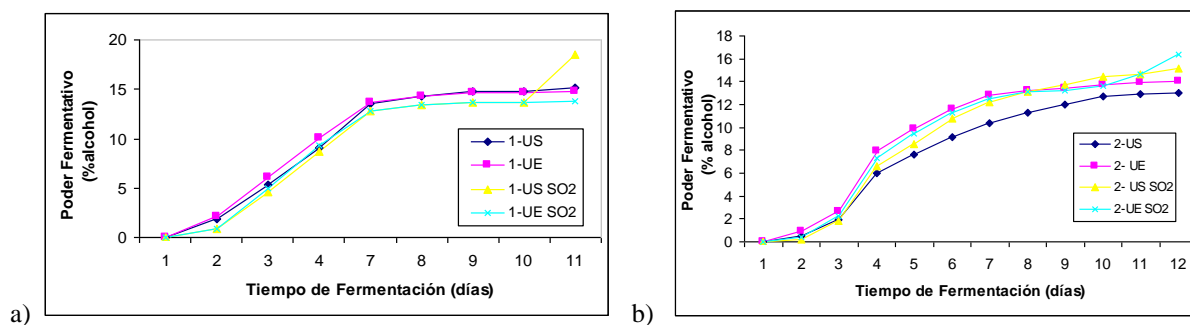 20
15
10
5
0
Poder Fermentativo
(%alcohol)
1 2 3 4 7 8 9 10 11
Tiempo de Fermentación (días)
1-US
1-UE
1-US SO2
1-UE SO2
a)
18
16
14
12
10
8
6
4
2
0
Poder Fermentativo
(% alcohol)
1 2 3 4 5 6 7 8 9 10 11 12
Tiempo de Fermentación (días)
2-US
2- UE
2- US SO2
2-UE SO2
b)